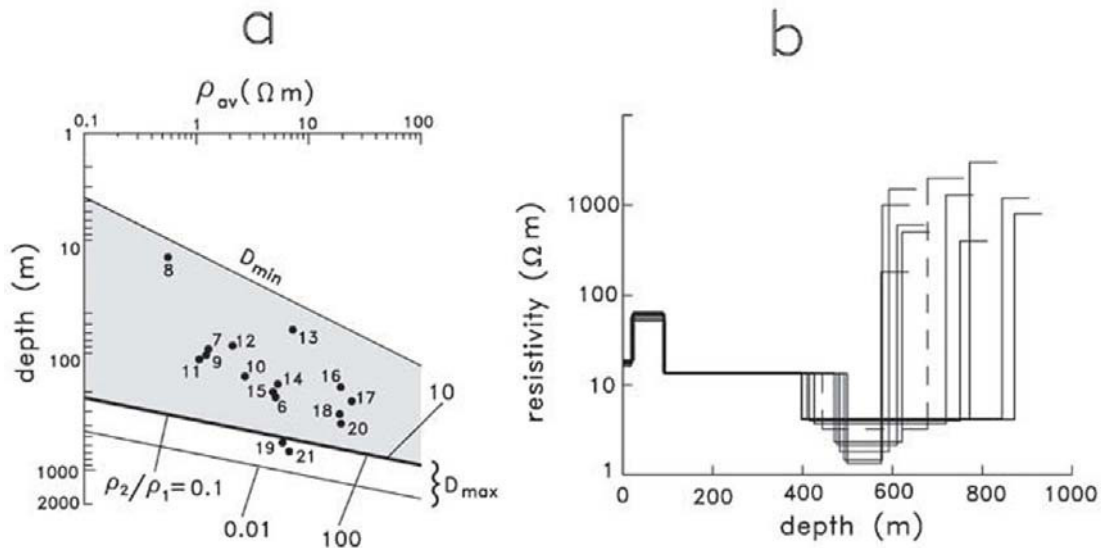 a
ρav(Ω m)
0.1 1 10 100
1
10
100
1000
2000
depth (m)
Dmin
8
13
7
12
11
9
10
14
15
6
16
17
18
20
19
21
10
ρ2/ρ1=0.1
0.01
100
Dmax
b
resistivity (Ω m)
1000
100
10
1
0 200 400 600 800 1000
depth (m)